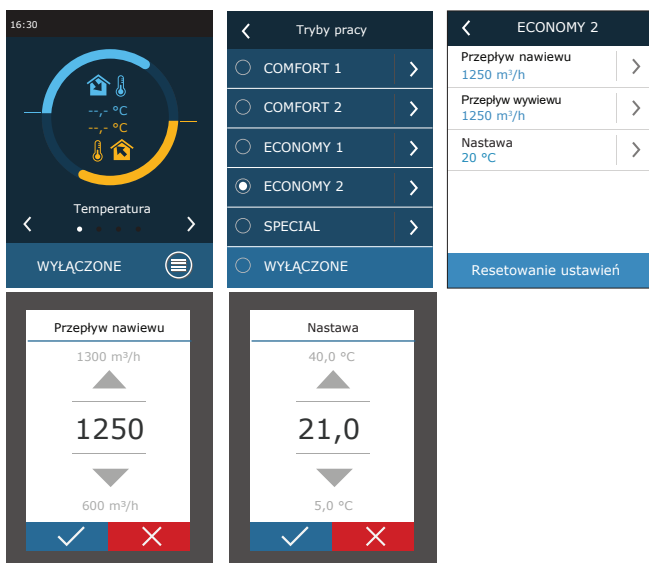 16:30
--,- °C
--,- °C
Temperatura
WYŁĄCZONE
Tryby pracy
COMFORT 1
COMFORT 2
ECONOMY 1
ECONOMY 2
SPECIAL
WYŁĄCZONE
ECONOMY 2
Przepływ nawiewu
1250 m³/h
Przepływ wywiewu
1250 m³/h
Nastawa
20 °C
Resetowanie ustawień
Przepływ nawiewu
1300 m³/h
1250
600 m³/h
Nastawa
40,0 °C
21,0
5,0 °C